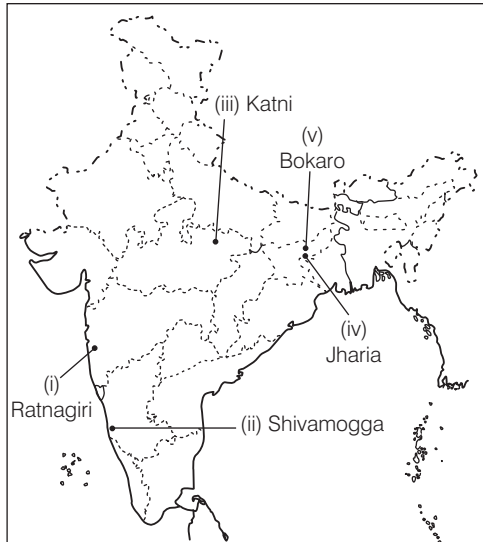 (iii) Katni
(v)
Bokaro
(iv)
Jharia
(i)
Ratnagiri
(ii) Shivamogga